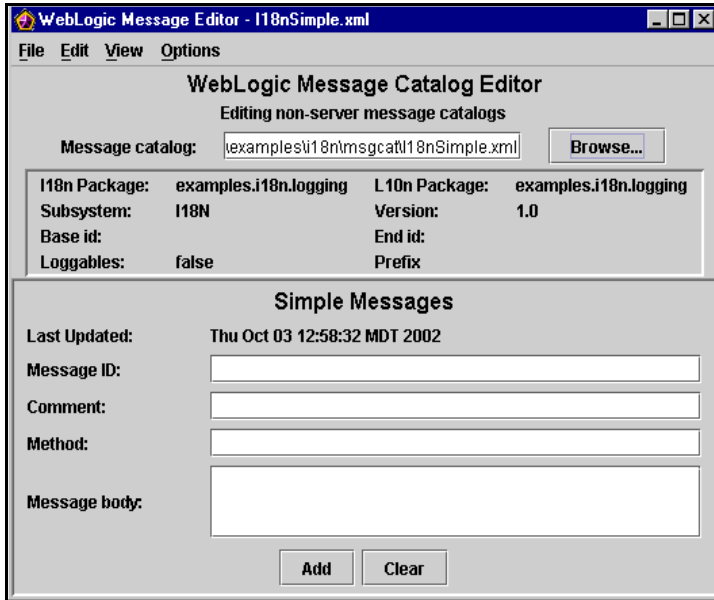 WebLogic Message Editor - I18nSimple.xml
File Edit View Options
WebLogic Message Catalog Editor
Editing non-server message catalogs
Message catalog: \examples\i18n\msgcat\I18nSimple.xml Browse...
I18n Package: examples.i18n.logging L10n Package: examples.i18n.logging
Subsystem: I18N Version: 1.0
Base id: End id:
Loggables: false Prefix
Simple Messages
Last Updated: Thu Oct 03 12:58:32 MDT 2002
Message ID:
Comment:
Method:
Message body:
Add Clear